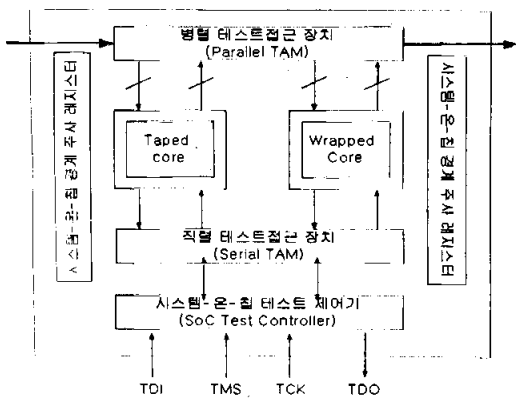 병렬 테스트접근 장치
(Parallel TAM)
시스템-온-칩 경계 주사 레지스터
Taped
core
Wrapped
Core
시스템-온-칩 경계 주사 레지스터
직렬 테스트접근 장치
(Serial TAM)
시스템-온-칩 테스트 제어기
(SoC Test Controller)
TDI
TMS
TCK
TDO